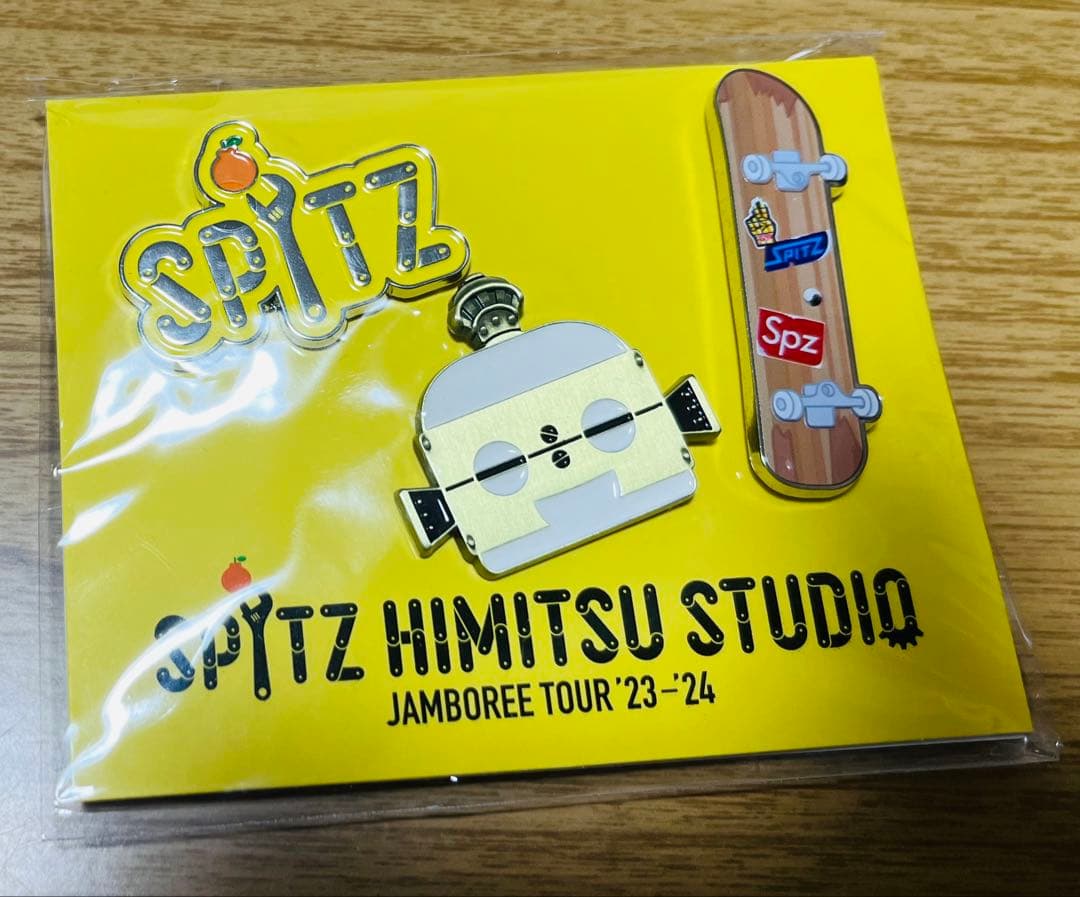 SPITZ
SPITZ
Spz
SPITZ HIMITSU STUDIO
JAMBOREE TOUR '23-'24